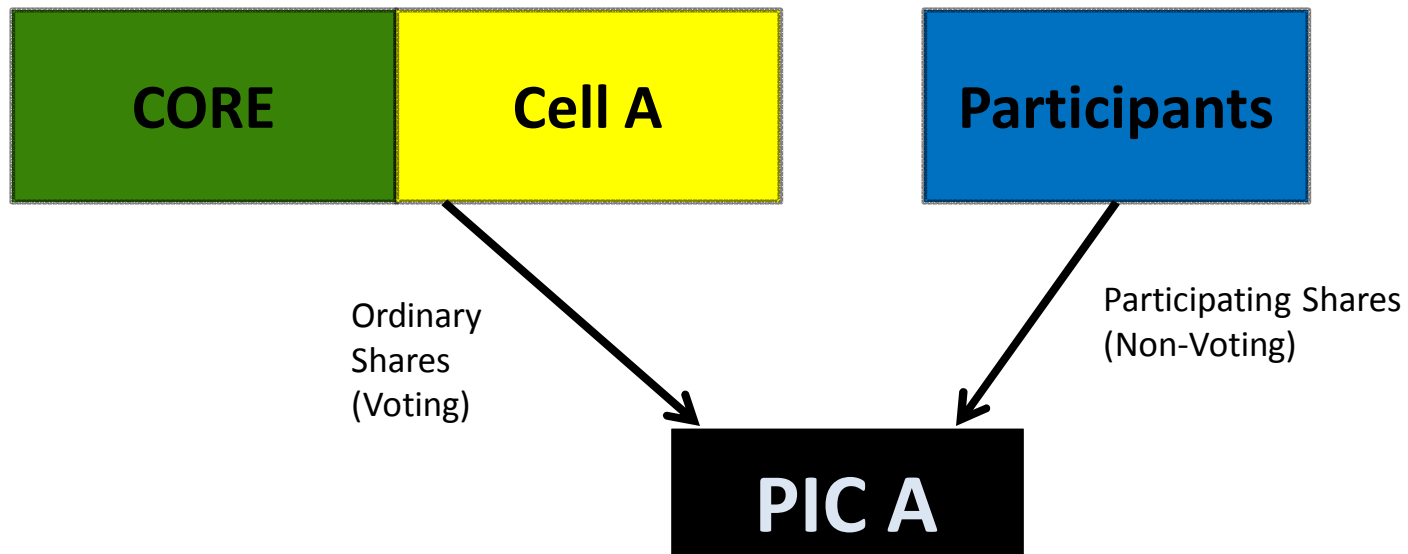 CORE
Cell A
Participants
Ordinary
Shares
(Voting)
Participating Shares
(Non-Voting)
PIC A